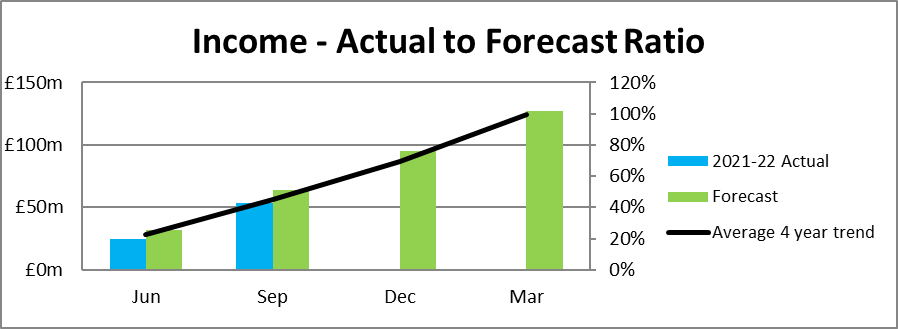 Income - Actual to Forecast Ratio
£150m
£100m
£50m
£0m
120%
100%
80%
60%
40%
20%
0%
Jun Sep Dec Mar
2021-22 Actual
Forecast
Average 4 year trend